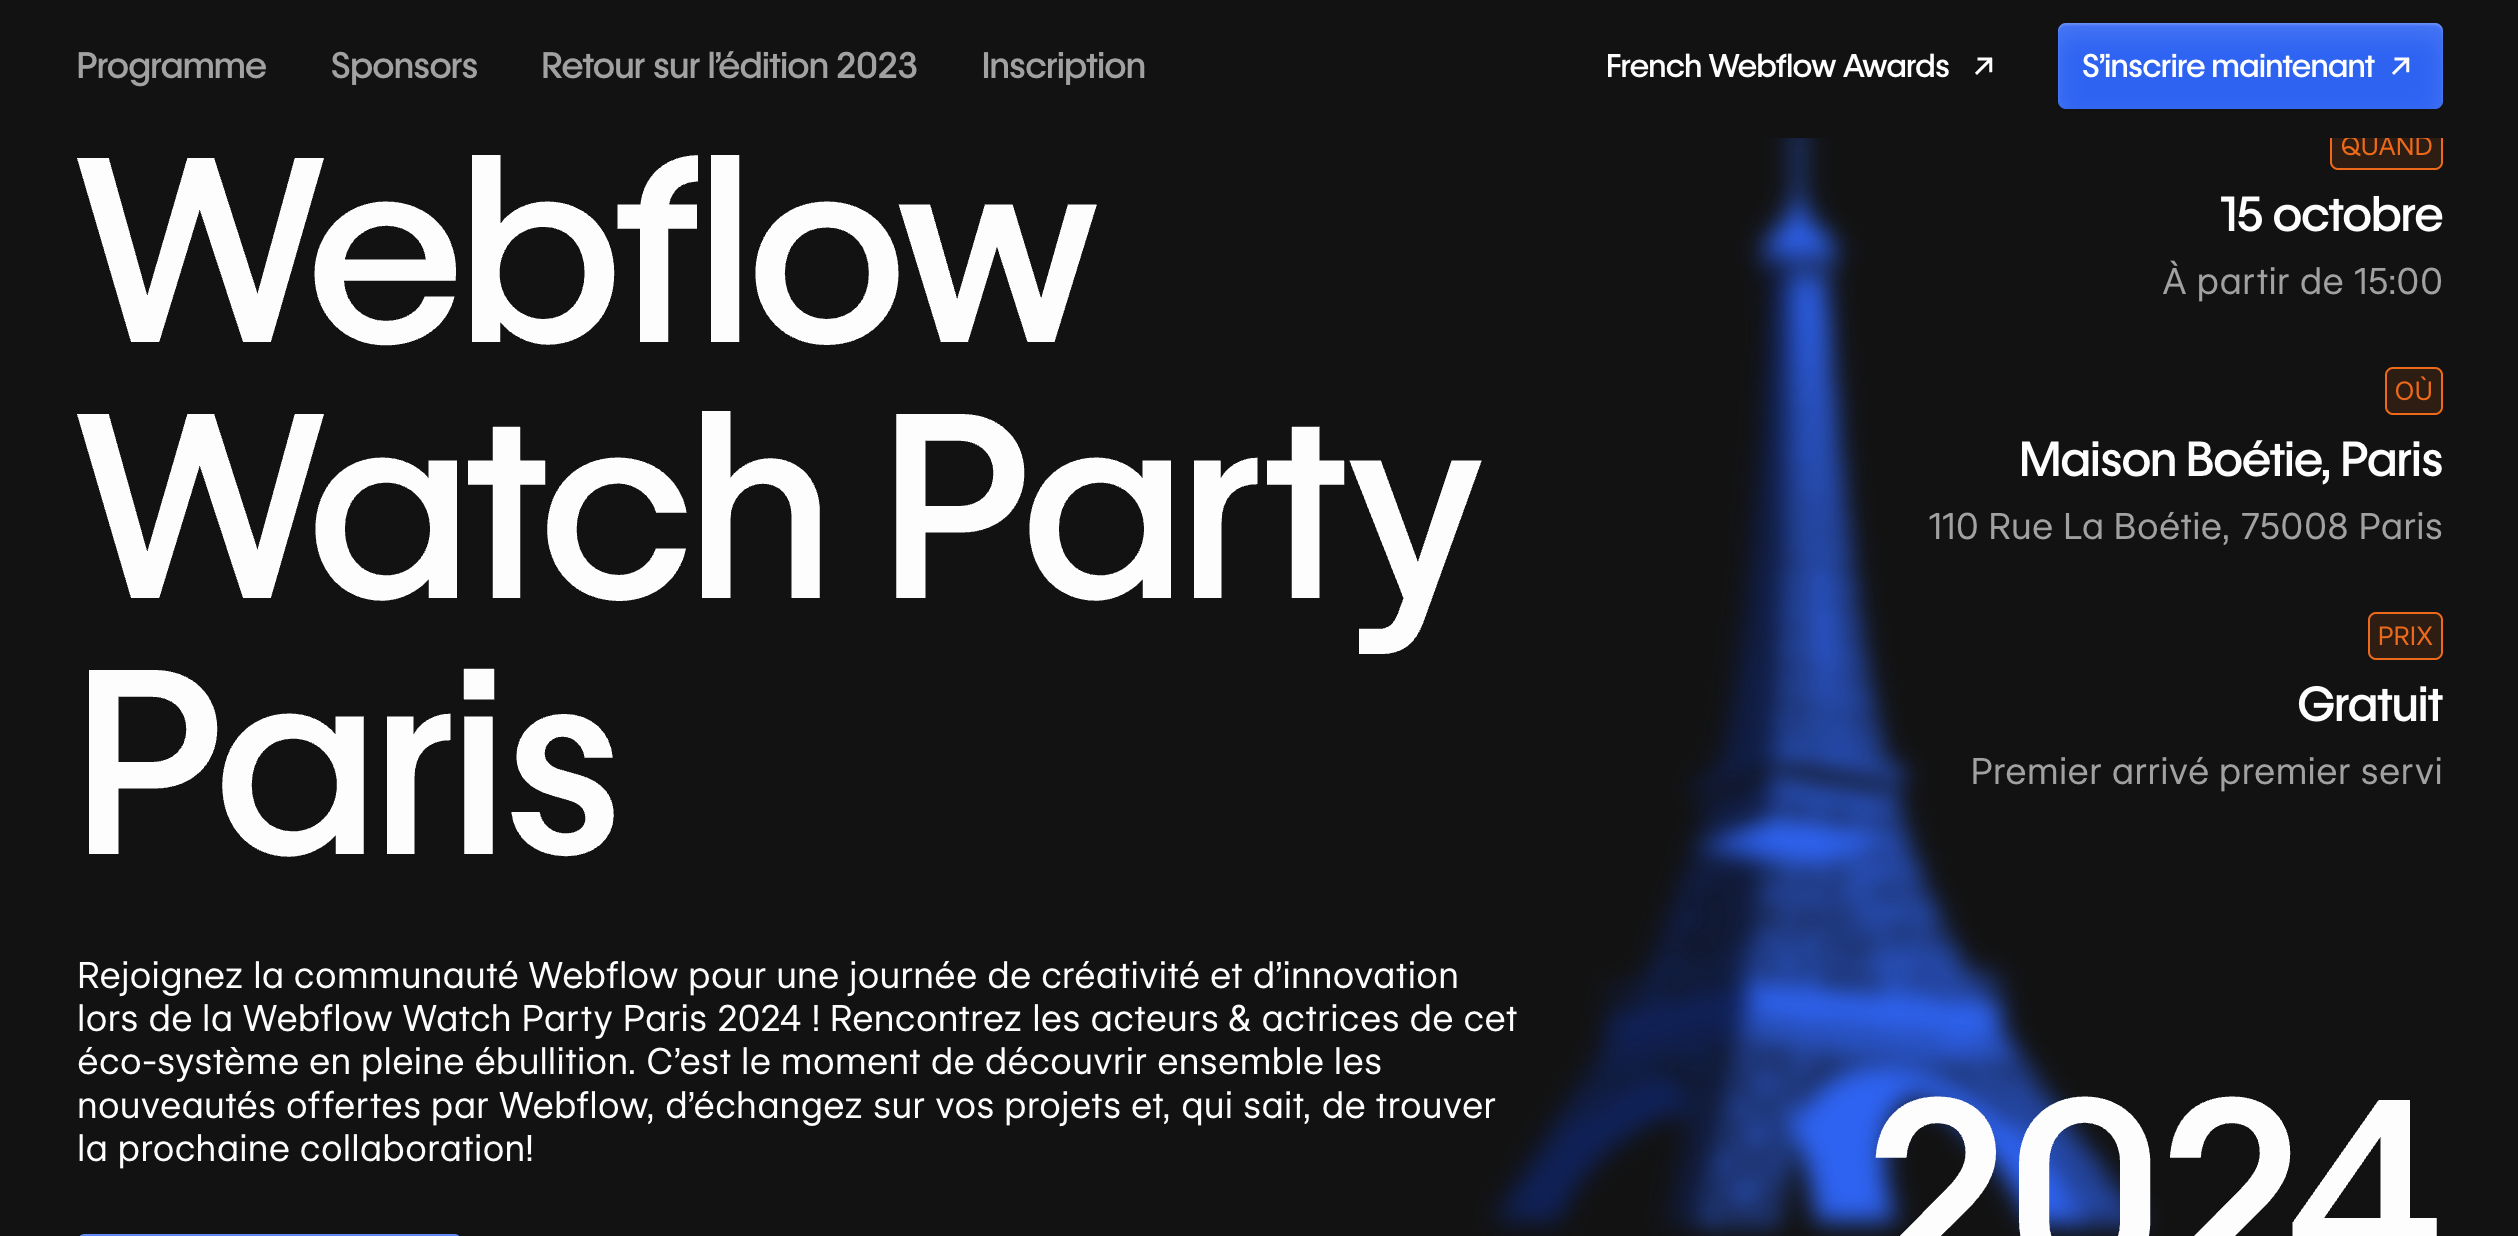 Programme Sponsors Retour sur l’édition 2023 Inscription French Webflow Awards S’inscrire maintenant
Webflow
Watch Party
Paris
QUAND
15 octobre
À partir de 15:00
OÙ
Maison Boétie, Paris
110 Rue La Boétie, 75008 Paris
PRIX
Gratuit
Premier arrivé premier servi
Rejoignez la communauté Webflow pour une journée de créativité et d’innovation
lors de la Webflow Watch Party Paris 2024 ! Rencontrez les acteurs & actrices de cet
éco-système en pleine ébullition. C’est le moment de découvrir ensemble les
nouveautés offertes par Webflow, d’échangez sur vos projets et, qui sait, de trouver
la prochaine collaboration!
2024